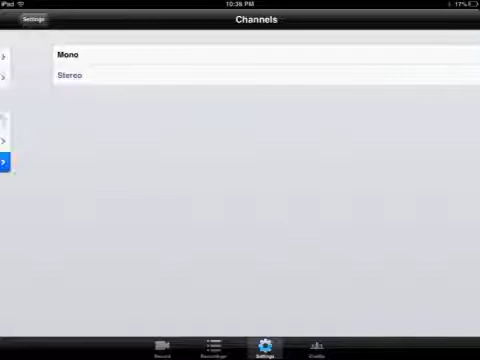 iPad 10:36 PM 17%
Settings Channels
Mono
Stereo
Record Recordings Settings Credits